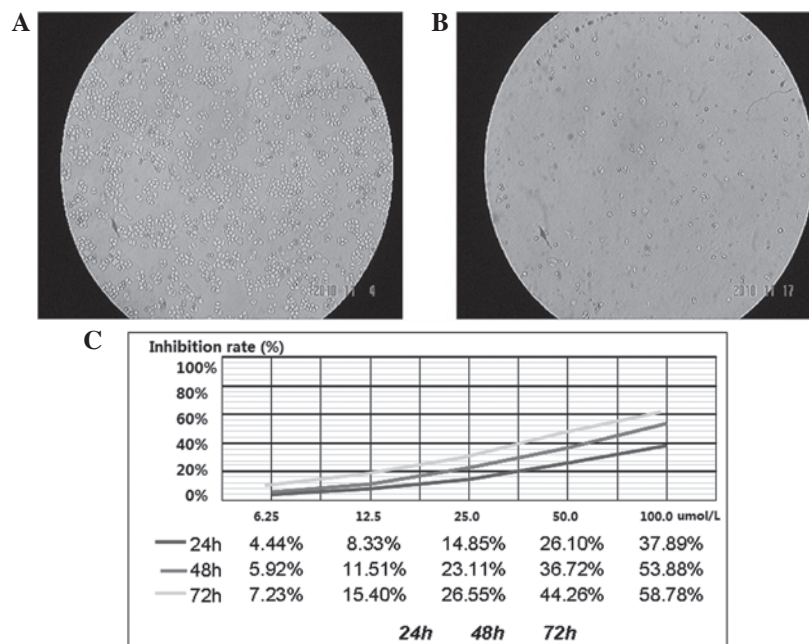 A
B
2010 11 4
2010 11 17
C
Inhibition rate (%)
100%
80%
60%
40%
20%
0%
6.25 12.5 25.0 50.0 100.0 umol/L
24h 4.44% 8.33% 14.85% 26.10% 37.89%
48h 5.92% 11.51% 23.11% 36.72% 53.88%
72h 7.23% 15.40% 26.55% 44.26% 58.78%
24h 48h 72h